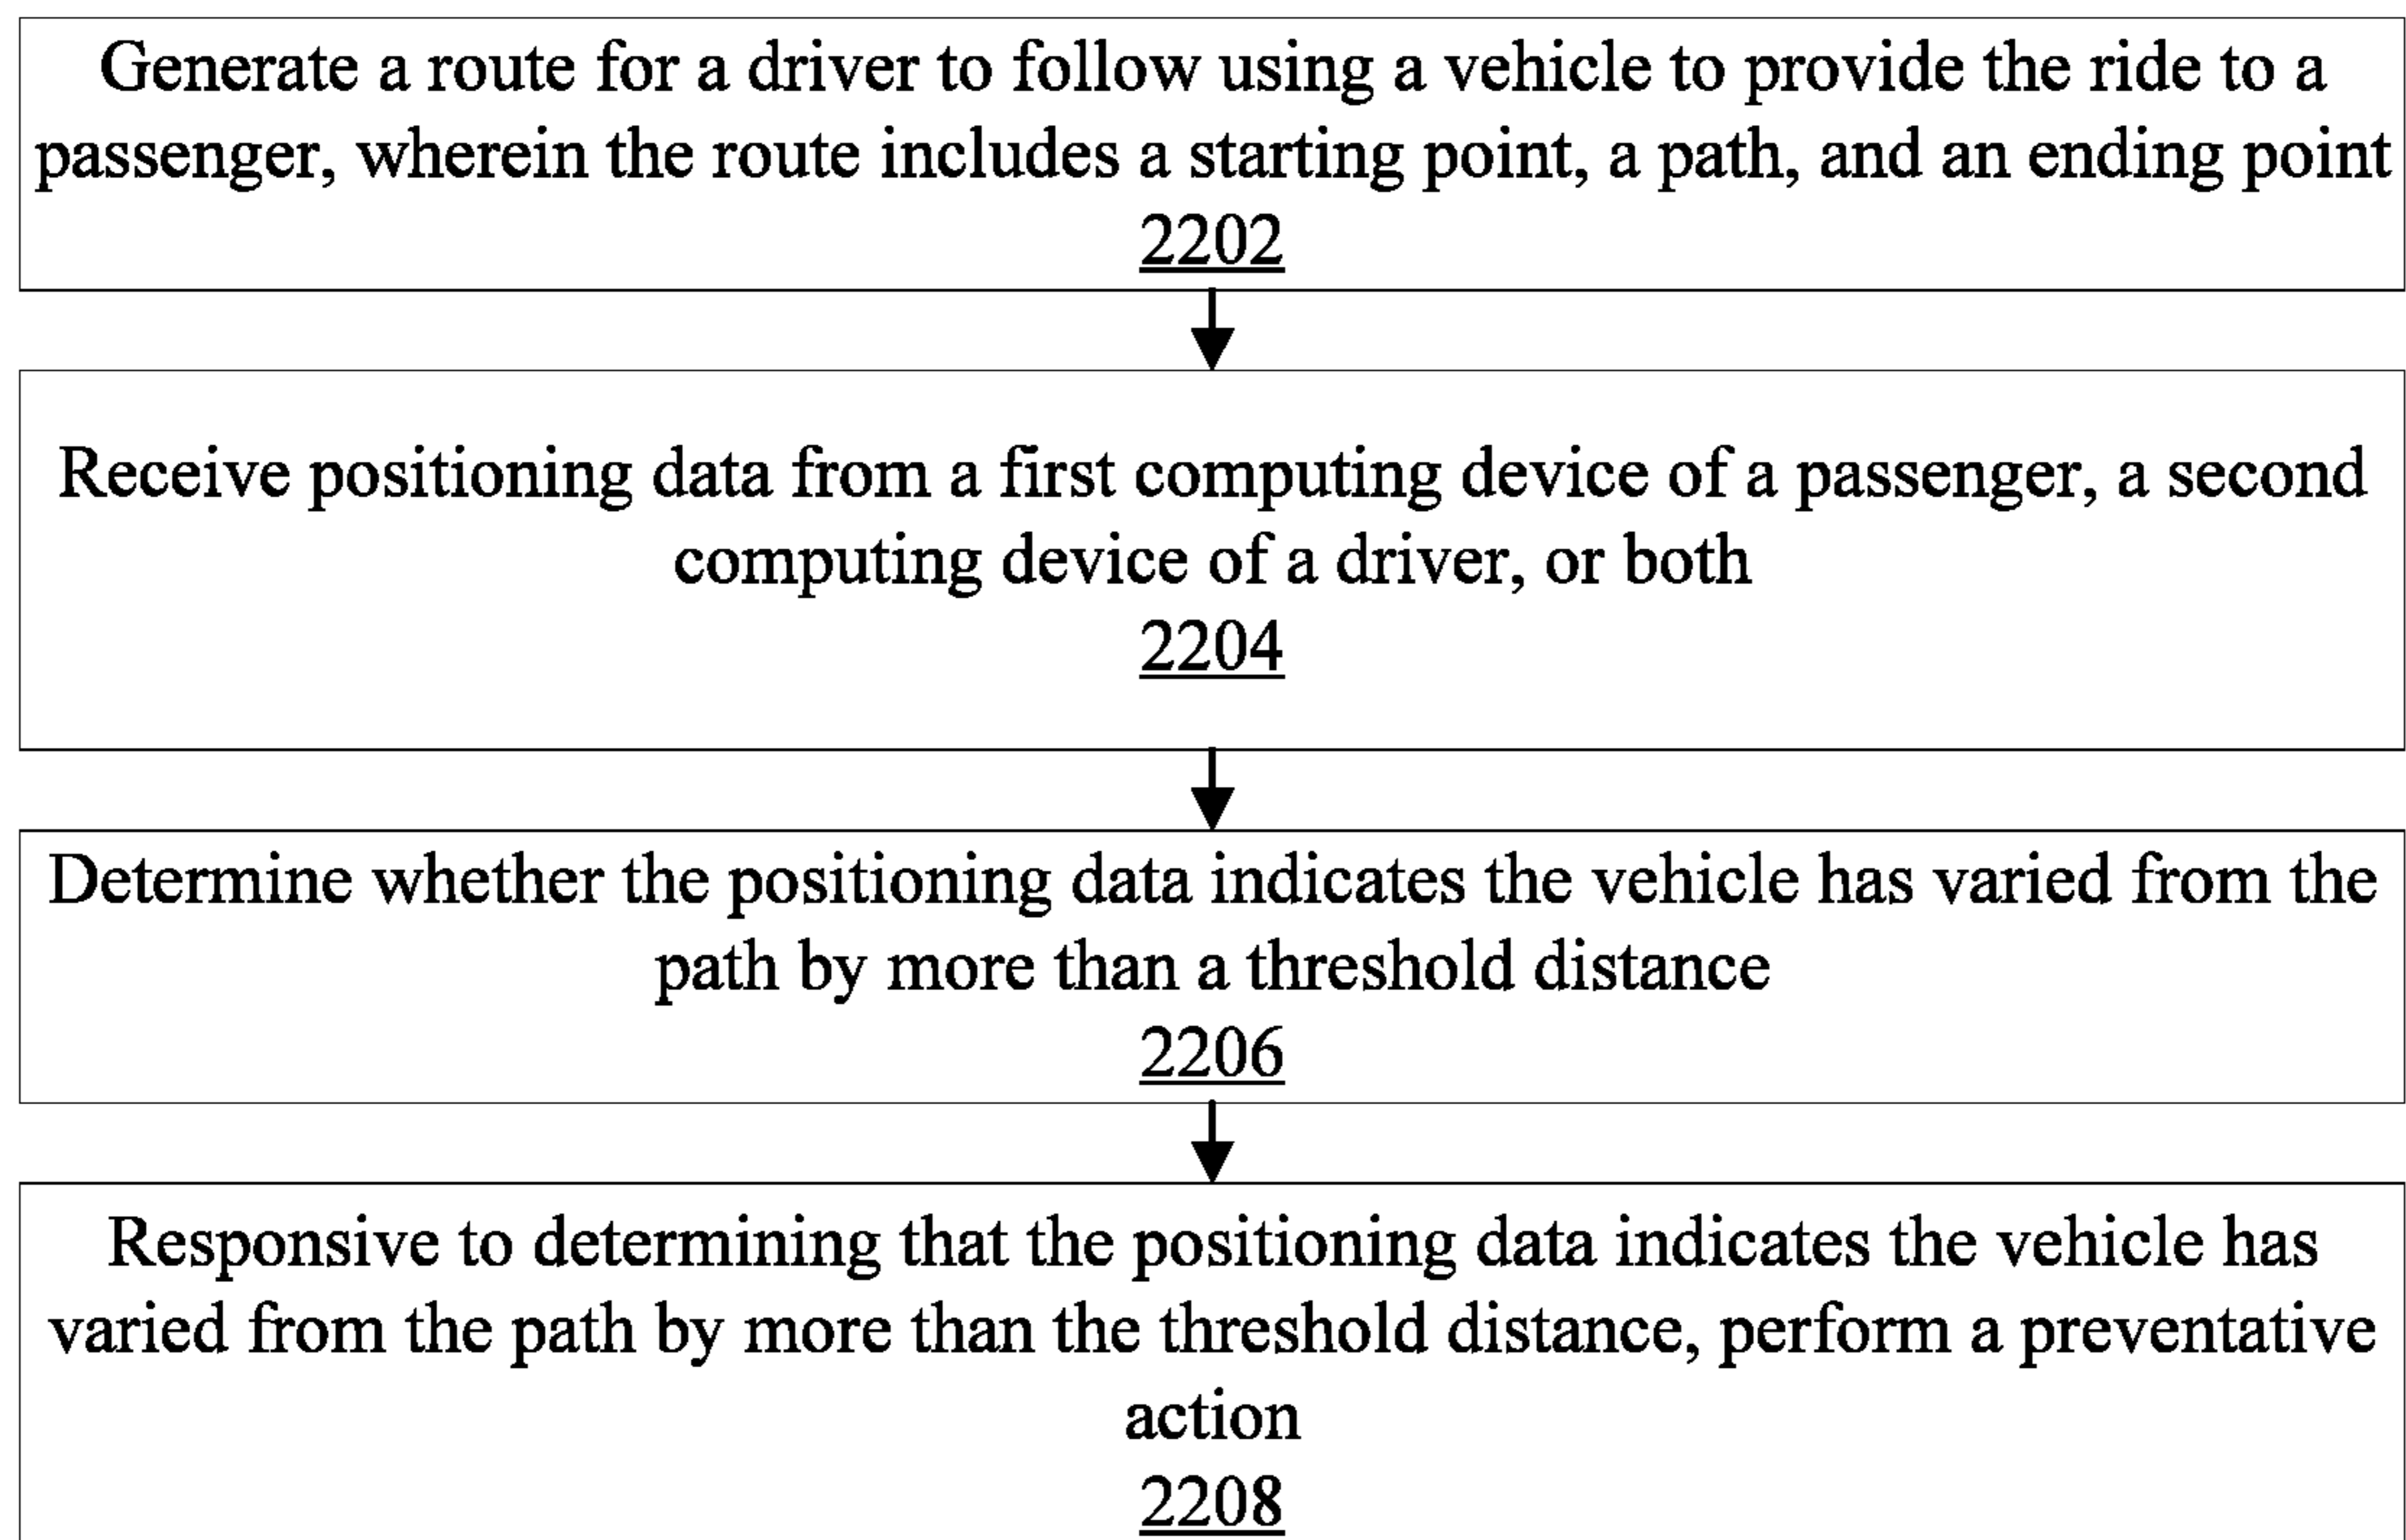 Generate a route for a driver to follow using a vehicle to provide the ride to a
passenger, wherein the route includes a starting point, a path, and an ending point
2202
Receive positioning data from a first computing device of a passenger, a second
computing device of a driver, or both
2204
Determine whether the positioning data indicates the vehicle has varied from the
path by more than a threshold distance
2206
Responsive to determining that the positioning data indicates the vehicle has
varied from the path by more than the threshold distance, perform a preventative
action
2208